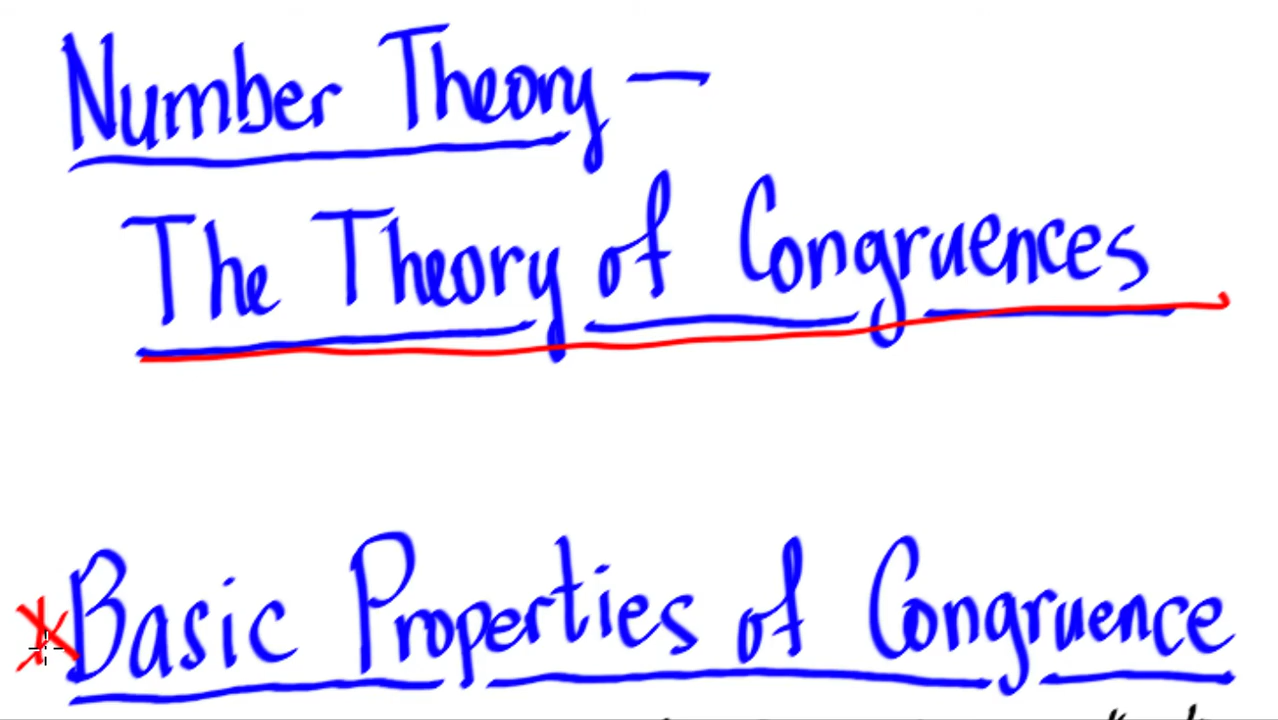 Number Theory —
The Theory of Congruences
Basic Properties of Congruence